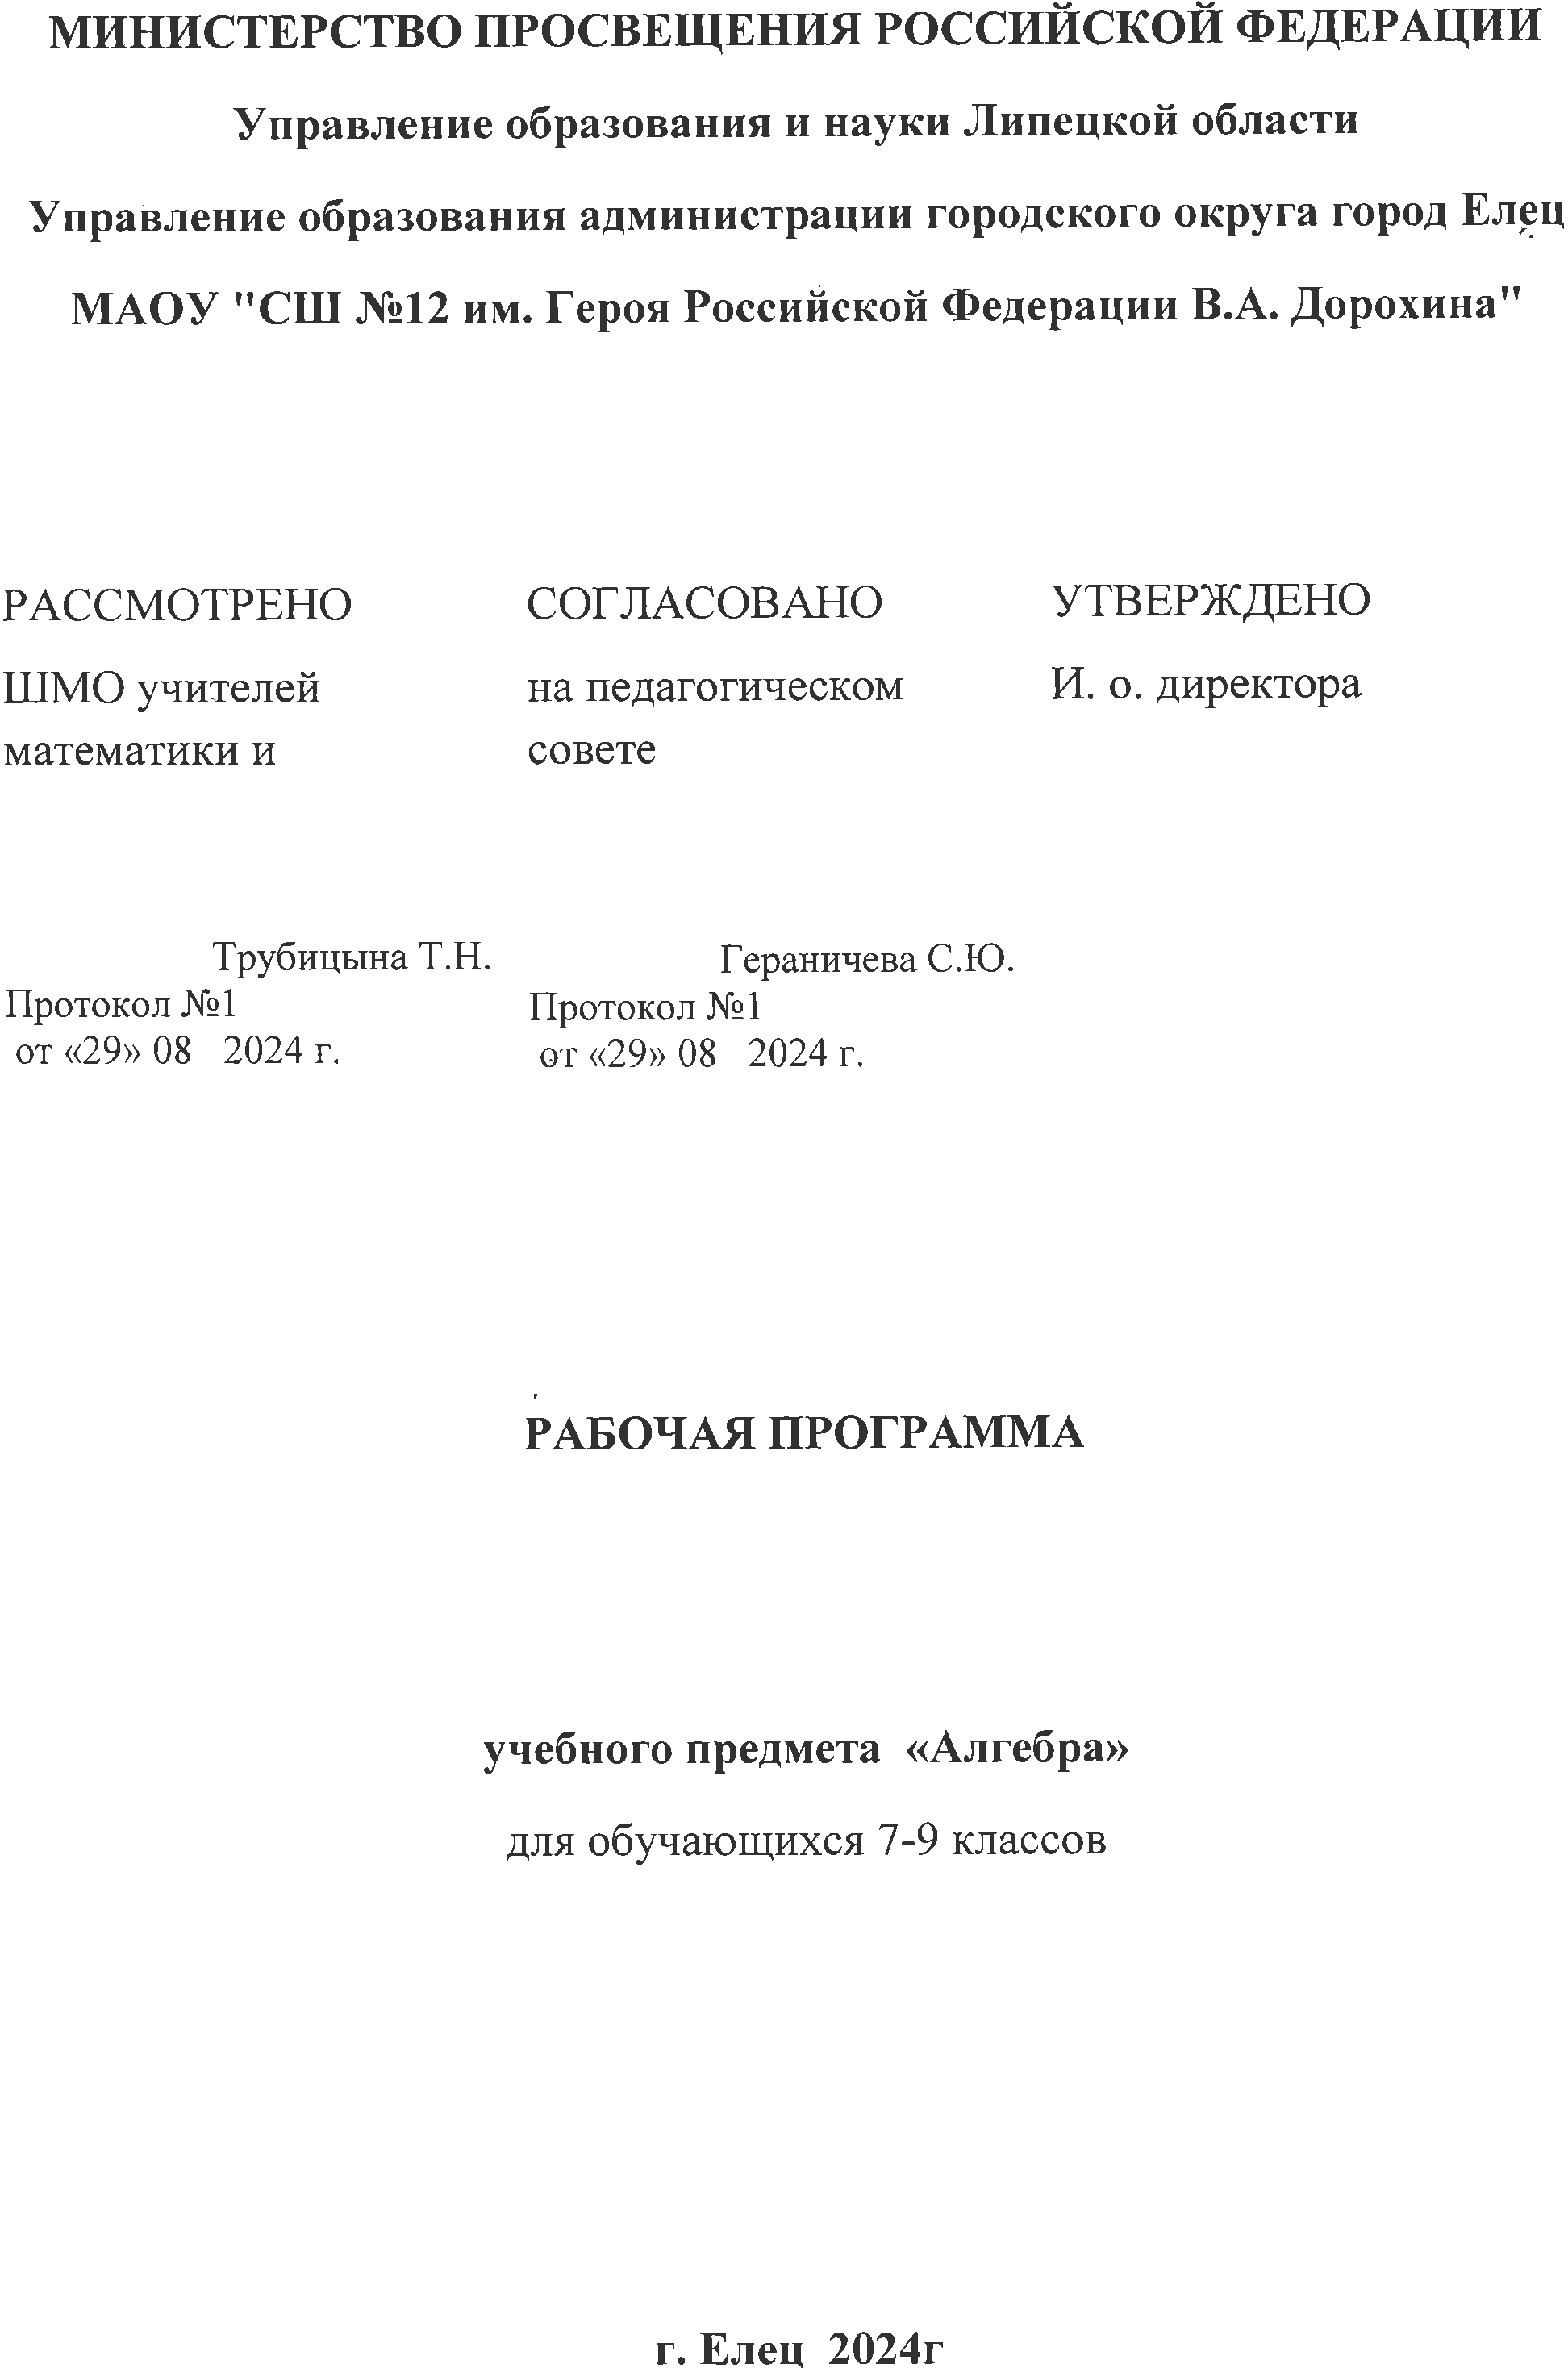 МИНИСТЕРСТВО ПРОСВЕЩЕНИЯ РОССИЙСКОЙ ФЕДЕРАЦИИ
Управление образования и науки Липецкой области
Управление образования администрации городского округа город Елец
МАОУ "СШ №12 им. Героя Российской Федерации В.А. Дорохина"
РАССМОТРЕНО
ШМО учителей
математики и
Трубицына Т.Н.
Протокол №1
от «29» 08 2024 г.
СОГЛАСОВАНО
на педагогическом
совете
Гераничева С.Ю.
Протокол №1
от «29» 08 2024 г.
УТВЕРЖДЕНО
И. о. директора
РАБОЧАЯ ПРОГРАММА
учебного предмета «Алгебра»
для обучающихся 7-9 классов
г. Елец 2024г